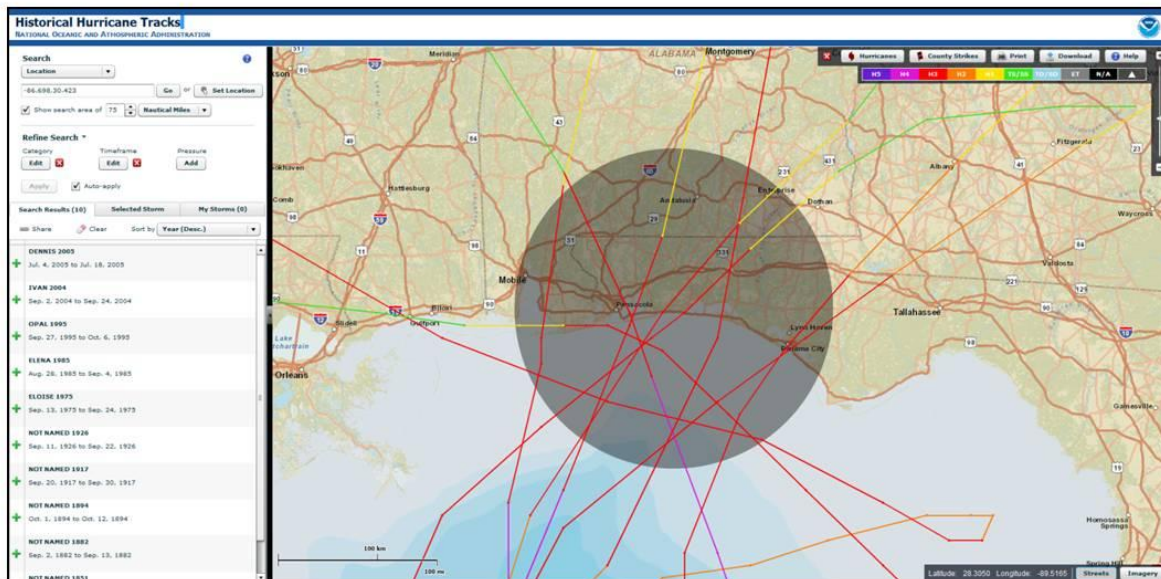 Historical Hurricane Tracks
NATIONAL OCEANIC AND ATHOSPHERIC ADMINISTRATION
Search
Location
-86.698,30.423 Go or Set Location
Show search area of 75 Nautical Miles
Refine Search
Category Timeframe Pressure
Edit Edit Add
Apply Auto-apply
Search Results (10) Selected Storm My Storms (0)
Share Clear Sort by Year (Desc.)
DENNIS 2005
Jul. 4, 2005 to Jul. 18, 2005
IVAN 2004
Sep. 2, 2004 to Sep. 24, 2004
OPAL 1995
Sep. 27, 1995 to Oct. 6, 1995
ELENA 1985
Aug. 28, 1985 to Sep. 4, 1985
ELOISE 1975
Sep. 13, 1975 to Sep. 24, 1975
NOT NAMED 1926
Sep. 11, 1926 to Sep. 22, 1926
NOT NAMED 1917
Sep. 20, 1917 to Sep. 30, 1917
NOT NAMED 1894
Oct. 1, 1894 to Oct. 12, 1894
NOT NAMED 1882
Sep. 2, 1882 to Sep. 13, 1882
NOT NAMED 1851
Hurricanes County Strikes Print Download Help
H5 H4 H3 H2 H1 TS/SS TD/SD ET N/A
Meridian
ALABAMA
Montgomery
Hattiesburg
Andalusia
Enterprise
Dothan
Albany
Fitzgerald
Waycross
Valdosta
Mobile
Biloxi
Gulfport
Slidell
Lake
Orleans
Pensacola
Lynn Haven
Panama City
Tallahassee
Gainesville
Homosassa
Springs
Spring Hill
100 km
100 mi
Latitude: 28.3050 Longitude: -89.5165 Streets Imagery